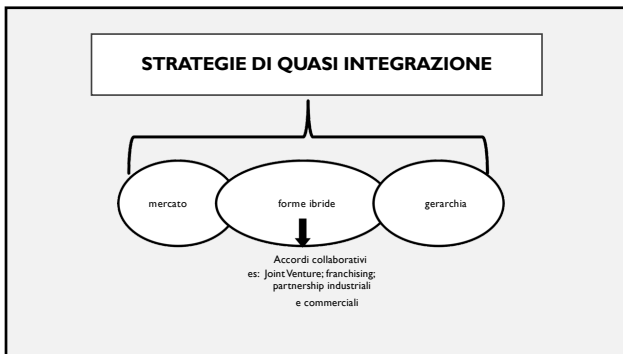 STRATEGIE DI QUASI INTEGRAZIONE
mercato
forme ibride
gerarchia
Accordi collaborativi
es: Joint Venture; franchising;
partnership industriali
e commerciali